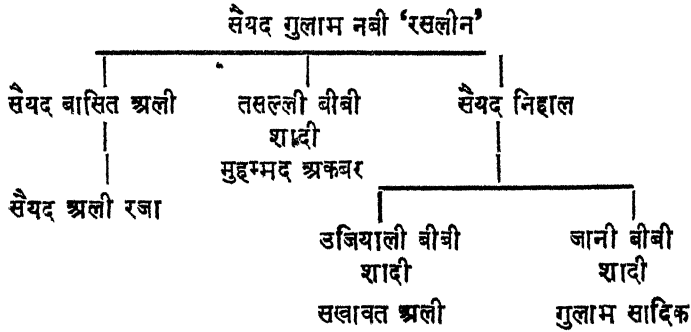 सैयद गुलाम नबी ‘रसलीन’
सैयद बासित अली तसल्ली बीबी सैयद निहाल
शादी
मुहम्मद अकबर
सैयद अली रजा
उजियाली बीबी जानी बीबी
शादी शादी
सखावत अली गुलाम सादिक